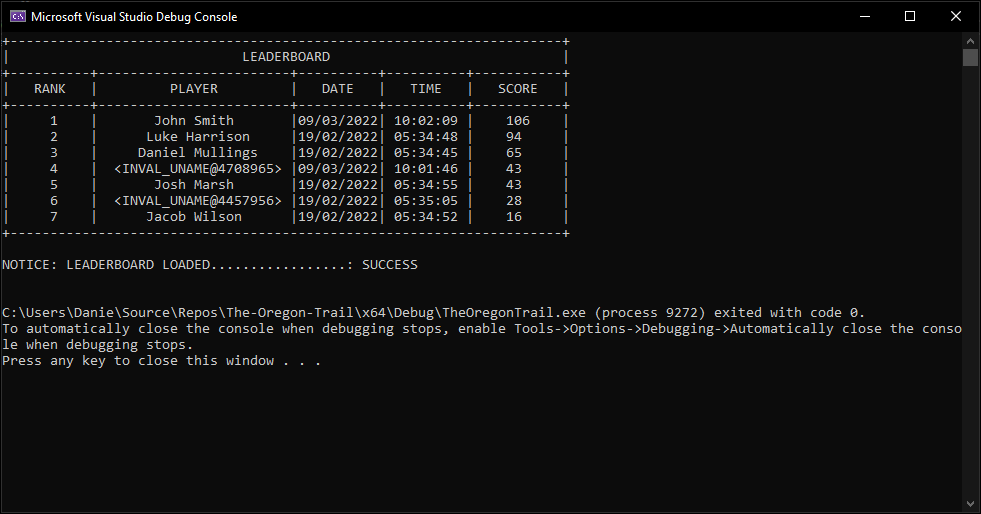 Microsoft Visual Studio Debug Console
+---------------------------------------------------------------------+
|                             LEADERBOARD                             |
+----------+------------------------+----------+----------+-----------+
|   RANK   |         PLAYER         |   DATE   |   TIME   |   SCORE   |
+----------+------------------------+----------+----------+-----------+
|     1    |       John Smith       |09/03/2022| 10:02:09 |    106    |
|     2    |      Luke Harrison     |19/02/2022| 05:34:48 |    94     |
|     3    |     Daniel Mullings    |19/02/2022| 05:34:45 |    65     |
|     4    |  <INVAL_UNAME@4708965> |09/03/2022| 10:01:46 |    43     |
|     5    |       Josh Marsh       |19/02/2022| 05:34:55 |    43     |
|     6    |  <INVAL_UNAME@4457956> |19/02/2022| 05:35:05 |    28     |
|     7    |      Jacob Wilson      |19/02/2022| 05:34:52 |    16     |
+---------------------------------------------------------------------+
NOTICE: LEADERBOARD LOADED.................: SUCCESS
C:\Users\Danie\Source\Repos\The-Oregon-Trail\x64\Debug\TheOregonTrail.exe (process 9272) exited with code 0.
To automatically close the console when debugging stops, enable Tools->Options->Debugging->Automatically close the conso
le when debugging stops.
Press any key to close this window . . .